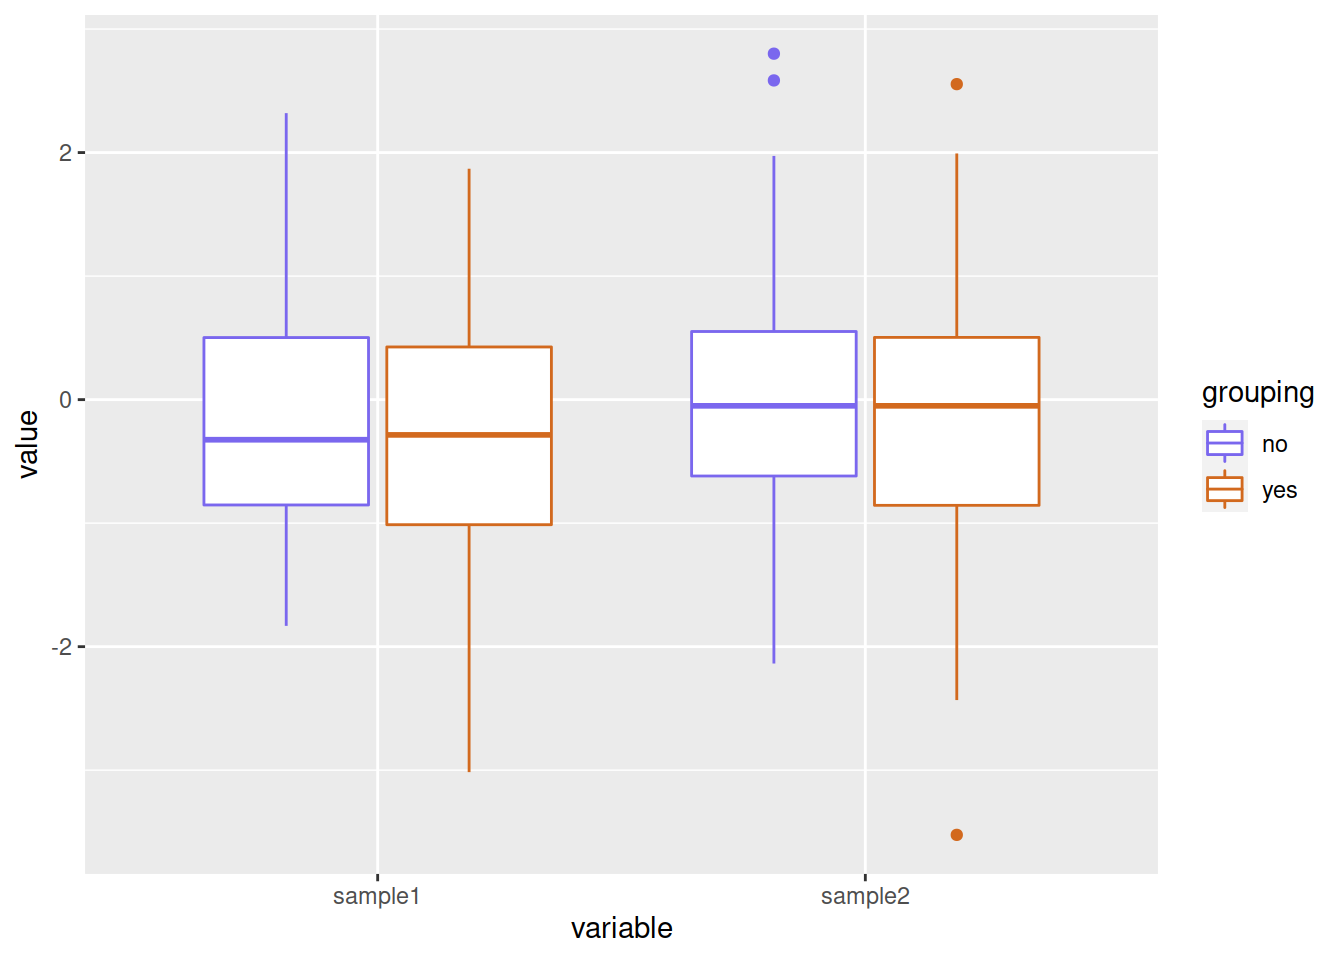 value
2
0
-2
sample1
sample2
variable
grouping
no
yes